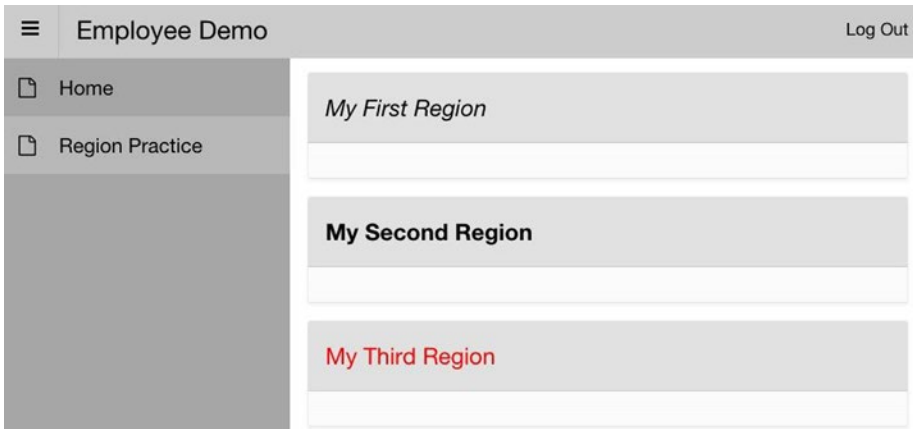 Employee Demo
Log Out
Home
Region Practice
My First Region
My Second Region
My Third Region